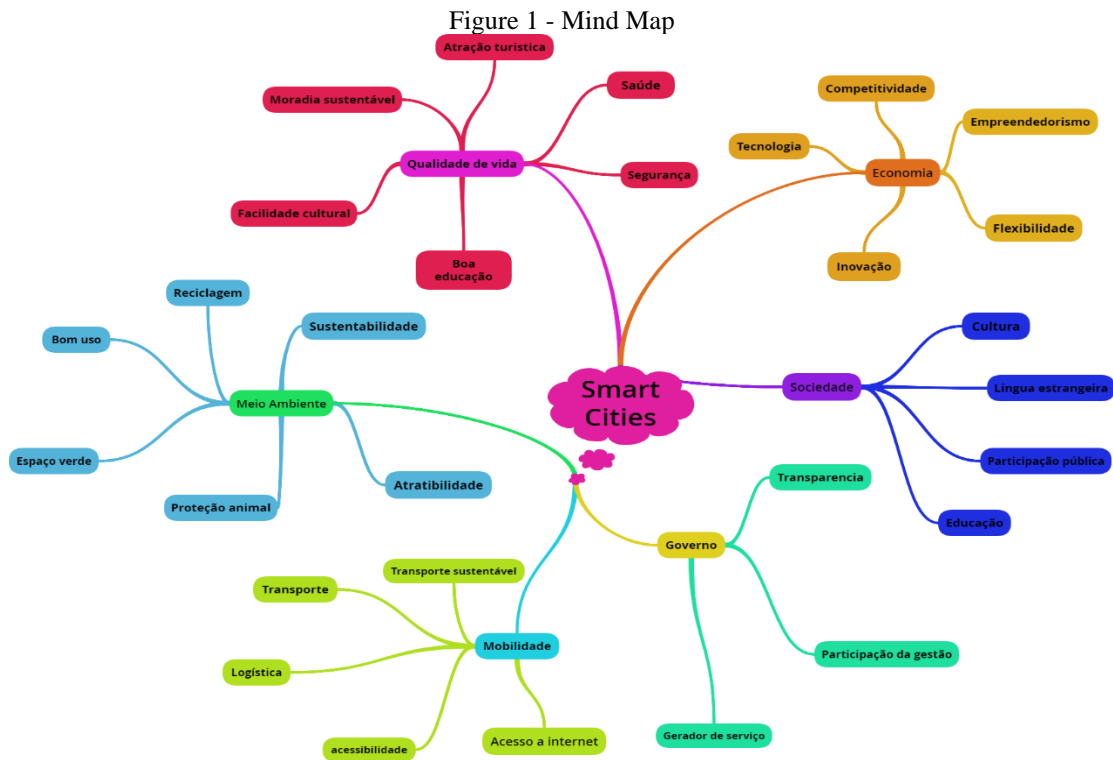 Figure 1 - Mind Map
Atração turistica
Moradia sustentável
Saúde
Qualidade de vida
Segurança
Facilidade cultural
Boa
educação
Competitividade
Empreendedorismo
Tecnologia
Economia
Flexibilidade
Inovação
Reciclagem
Sustentabilidade
Bom uso
Meio Ambiente
Espaço verde
Proteção animal
Atratibilidade
Smart
Cities
Sociedade
Cultura
Lingua estrangeira
Participação pública
Educação
Transparencia
Governo
Participação da gestão
Gerador de serviço
Transporte sustentável
Transporte
Mobilidade
Logística
acessibilidade
Acesso a internet